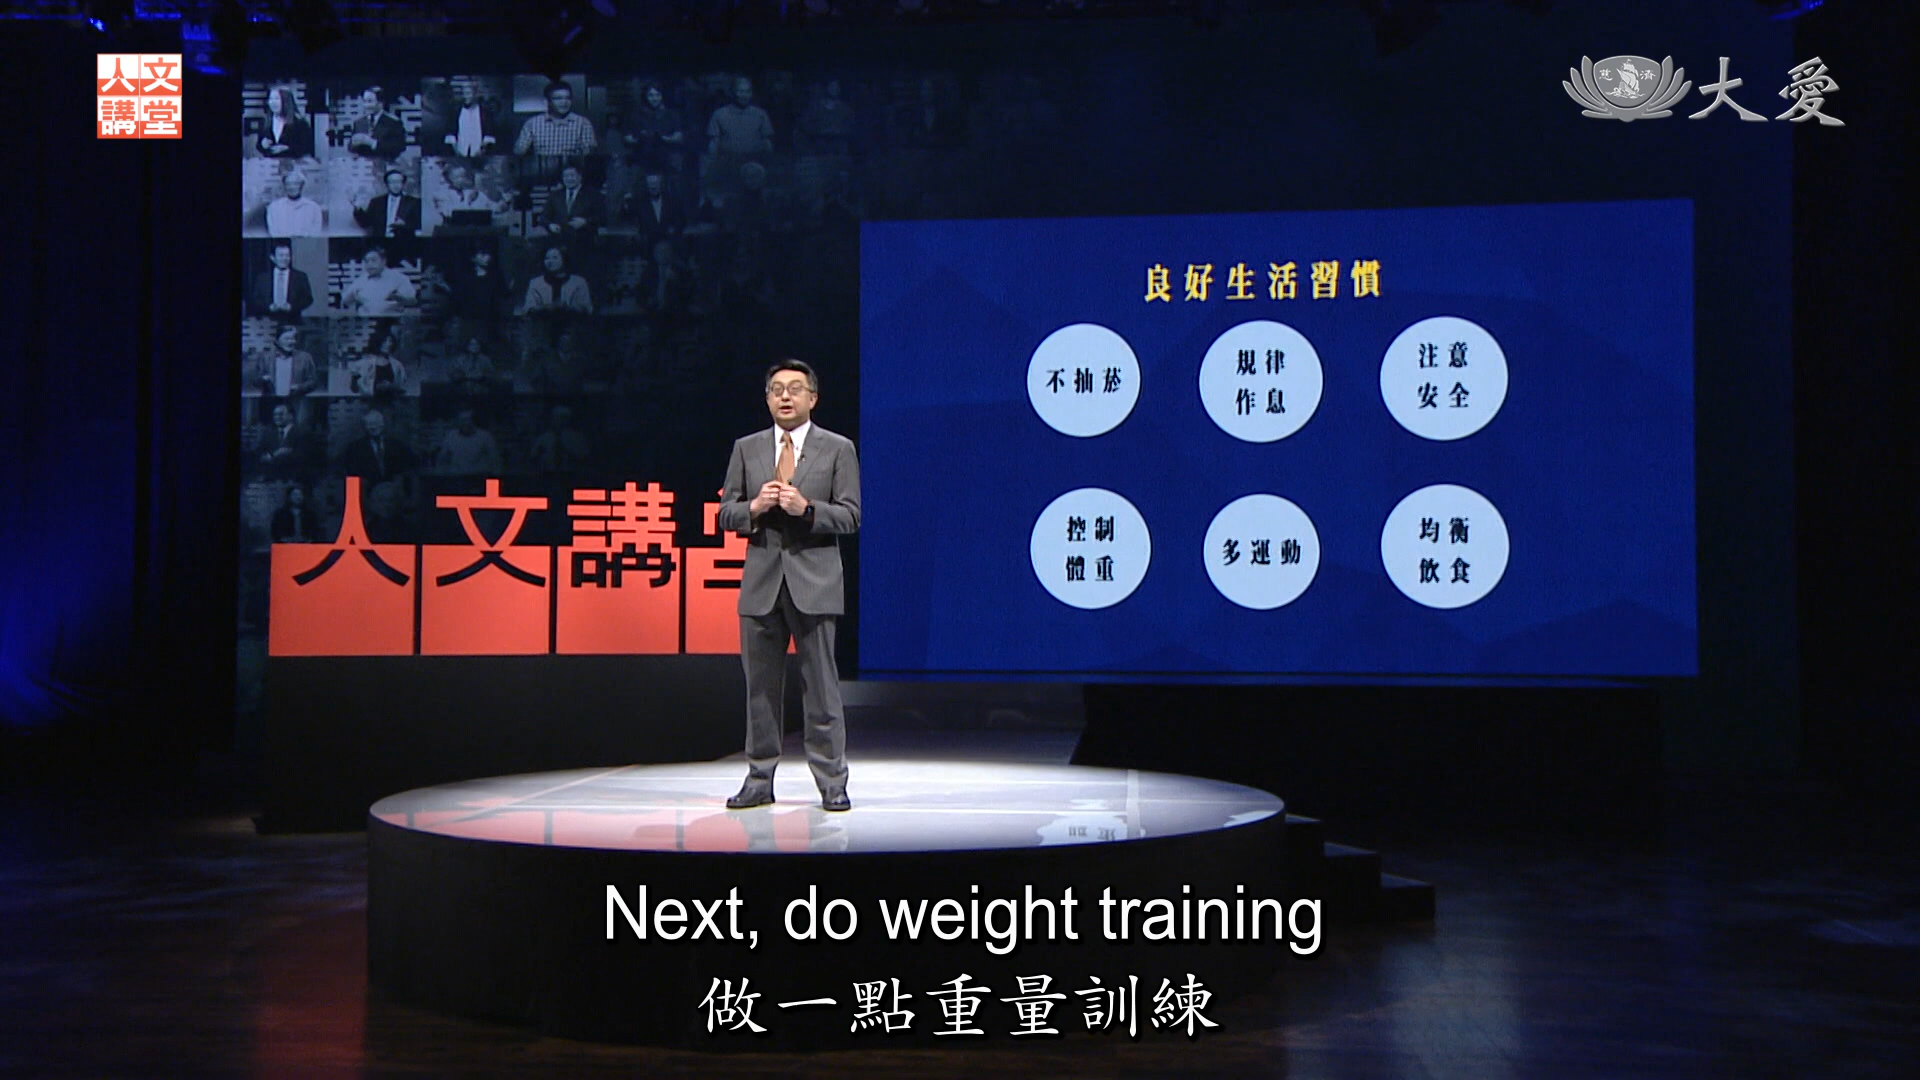 人文
講堂
慈濟
大愛
良好生活習慣
不抽菸
規律
作息
注意
安全
控制
體重
多運動
均衡
飲食
人文講堂
Next, do weight training
做一點重量訓練